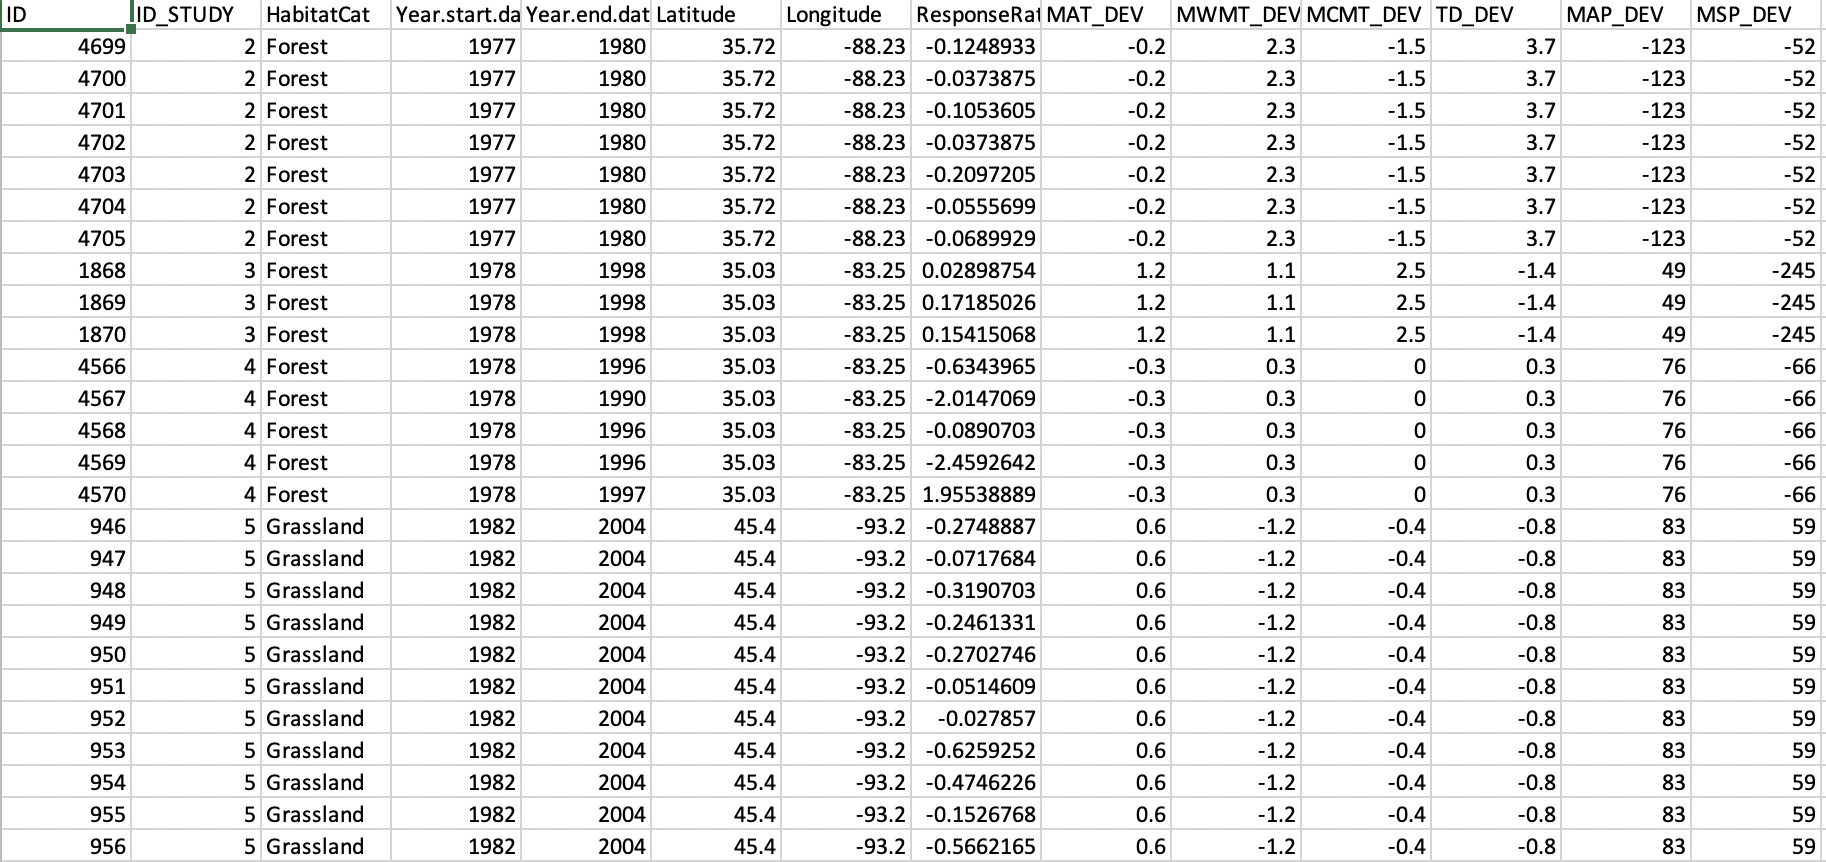 ID ID_STUDY HabitatCat Year.start.da Year.end.dat Latitude Longitude ResponseRat MAT_DEV MWMT_DEV MCMT_DEV TD_DEV MAP_DEV MSP_DEV
4699 2 Forest 1977 1980 35.72 -88.23 -0.1248933 -0.2 2.3 -1.5 3.7 -123 -52
4700 2 Forest 1977 1980 35.72 -88.23 -0.0373875 -0.2 2.3 -1.5 3.7 -123 -52
4701 2 Forest 1977 1980 35.72 -88.23 -0.1053605 -0.2 2.3 -1.5 3.7 -123 -52
4702 2 Forest 1977 1980 35.72 -88.23 -0.0373875 -0.2 2.3 -1.5 3.7 -123 -52
4703 2 Forest 1977 1980 35.72 -88.23 -0.2097205 -0.2 2.3 -1.5 3.7 -123 -52
4704 2 Forest 1977 1980 35.72 -88.23 -0.0555699 -0.2 2.3 -1.5 3.7 -123 -52
4705 2 Forest 1977 1980 35.72 -88.23 -0.0689929 -0.2 2.3 -1.5 3.7 -123 -52
1868 3 Forest 1978 1998 35.03 -83.25 0.02898754 1.2 1.1 2.5 -1.4 49 -245
1869 3 Forest 1978 1998 35.03 -83.25 0.17185026 1.2 1.1 2.5 -1.4 49 -245
1870 3 Forest 1978 1998 35.03 -83.25 0.15415068 1.2 1.1 2.5 -1.4 49 -245
4566 4 Forest 1978 1996 35.03 -83.25 -0.6343965 -0.3 0.3 0 0.3 76 -66
4567 4 Forest 1978 1990 35.03 -83.25 -2.0147069 -0.3 0.3 0 0.3 76 -66
4568 4 Forest 1978 1996 35.03 -83.25 -0.0890703 -0.3 0.3 0 0.3 76 -66
4569 4 Forest 1978 1996 35.03 -83.25 -2.4592642 -0.3 0.3 0 0.3 76 -66
4570 4 Forest 1978 1997 35.03 -83.25 1.95538889 -0.3 0.3 0 0.3 76 -66
946 5 Grassland 1982 2004 45.4 -93.2 -0.2748887 0.6 -1.2 -0.4 -0.8 83 59
947 5 Grassland 1982 2004 45.4 -93.2 -0.0717684 0.6 -1.2 -0.4 -0.8 83 59
948 5 Grassland 1982 2004 45.4 -93.2 -0.3190703 0.6 -1.2 -0.4 -0.8 83 59
949 5 Grassland 1982 2004 45.4 -93.2 -0.2461331 0.6 -1.2 -0.4 -0.8 83 59
950 5 Grassland 1982 2004 45.4 -93.2 -0.2702746 0.6 -1.2 -0.4 -0.8 83 59
951 5 Grassland 1982 2004 45.4 -93.2 -0.0514609 0.6 -1.2 -0.4 -0.8 83 59
952 5 Grassland 1982 2004 45.4 -93.2 -0.027857 0.6 -1.2 -0.4 -0.8 83 59
953 5 Grassland 1982 2004 45.4 -93.2 -0.6259252 0.6 -1.2 -0.4 -0.8 83 59
954 5 Grassland 1982 2004 45.4 -93.2 -0.4746226 0.6 -1.2 -0.4 -0.8 83 59
955 5 Grassland 1982 2004 45.4 -93.2 -0.1526768 0.6 -1.2 -0.4 -0.8 83 59
956 5 Grassland 1982 2004 45.4 -93.2 -0.5662165 0.6 -1.2 -0.4 -0.8 83 59